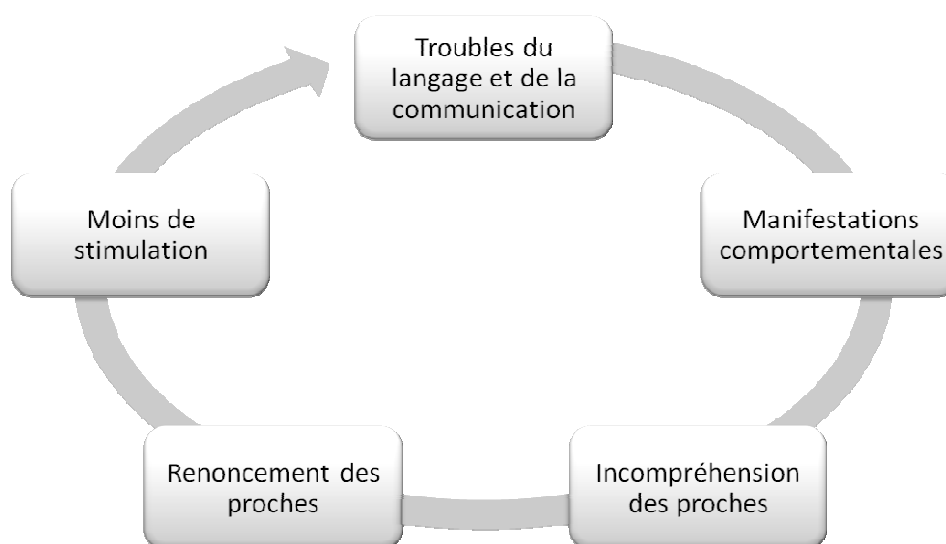 Troubles du
langage et de la
communication
Manifestations
comportementales
Incompréhension
des proches
Renoncement des
proches
Moins de
stimulation